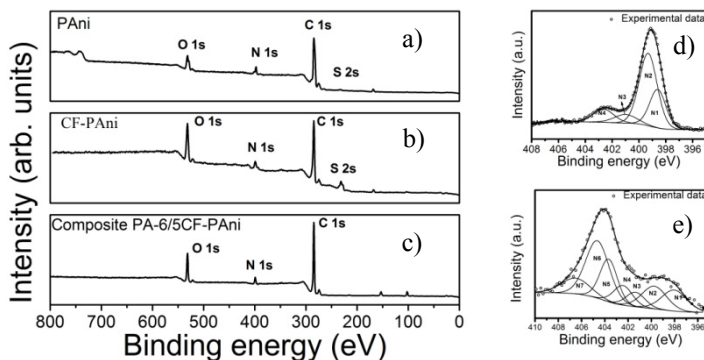 PAni
O 1s
N 1s
C 1s
S 2s
a)
CF-PAni
O 1s
N 1s
C 1s
S 2s
b)
Composite PA-6/5CF-PAni
O 1s
N 1s
C 1s
c)
Intensity (arb. units)
800 700 600 500 400 300 200 100 0
Binding energy (eV)
Experimental data
d)
N4
N3
N2
N1
Intensity (a.u.)
408 406 404 402 400 398 396
Binding energy (eV)
Experimental data
e)
N7
N6
N5
N4
N3
N2
N1
Intensity (a.u.)
410 408 406 404 402 400 398 396
Binding energy (eV)